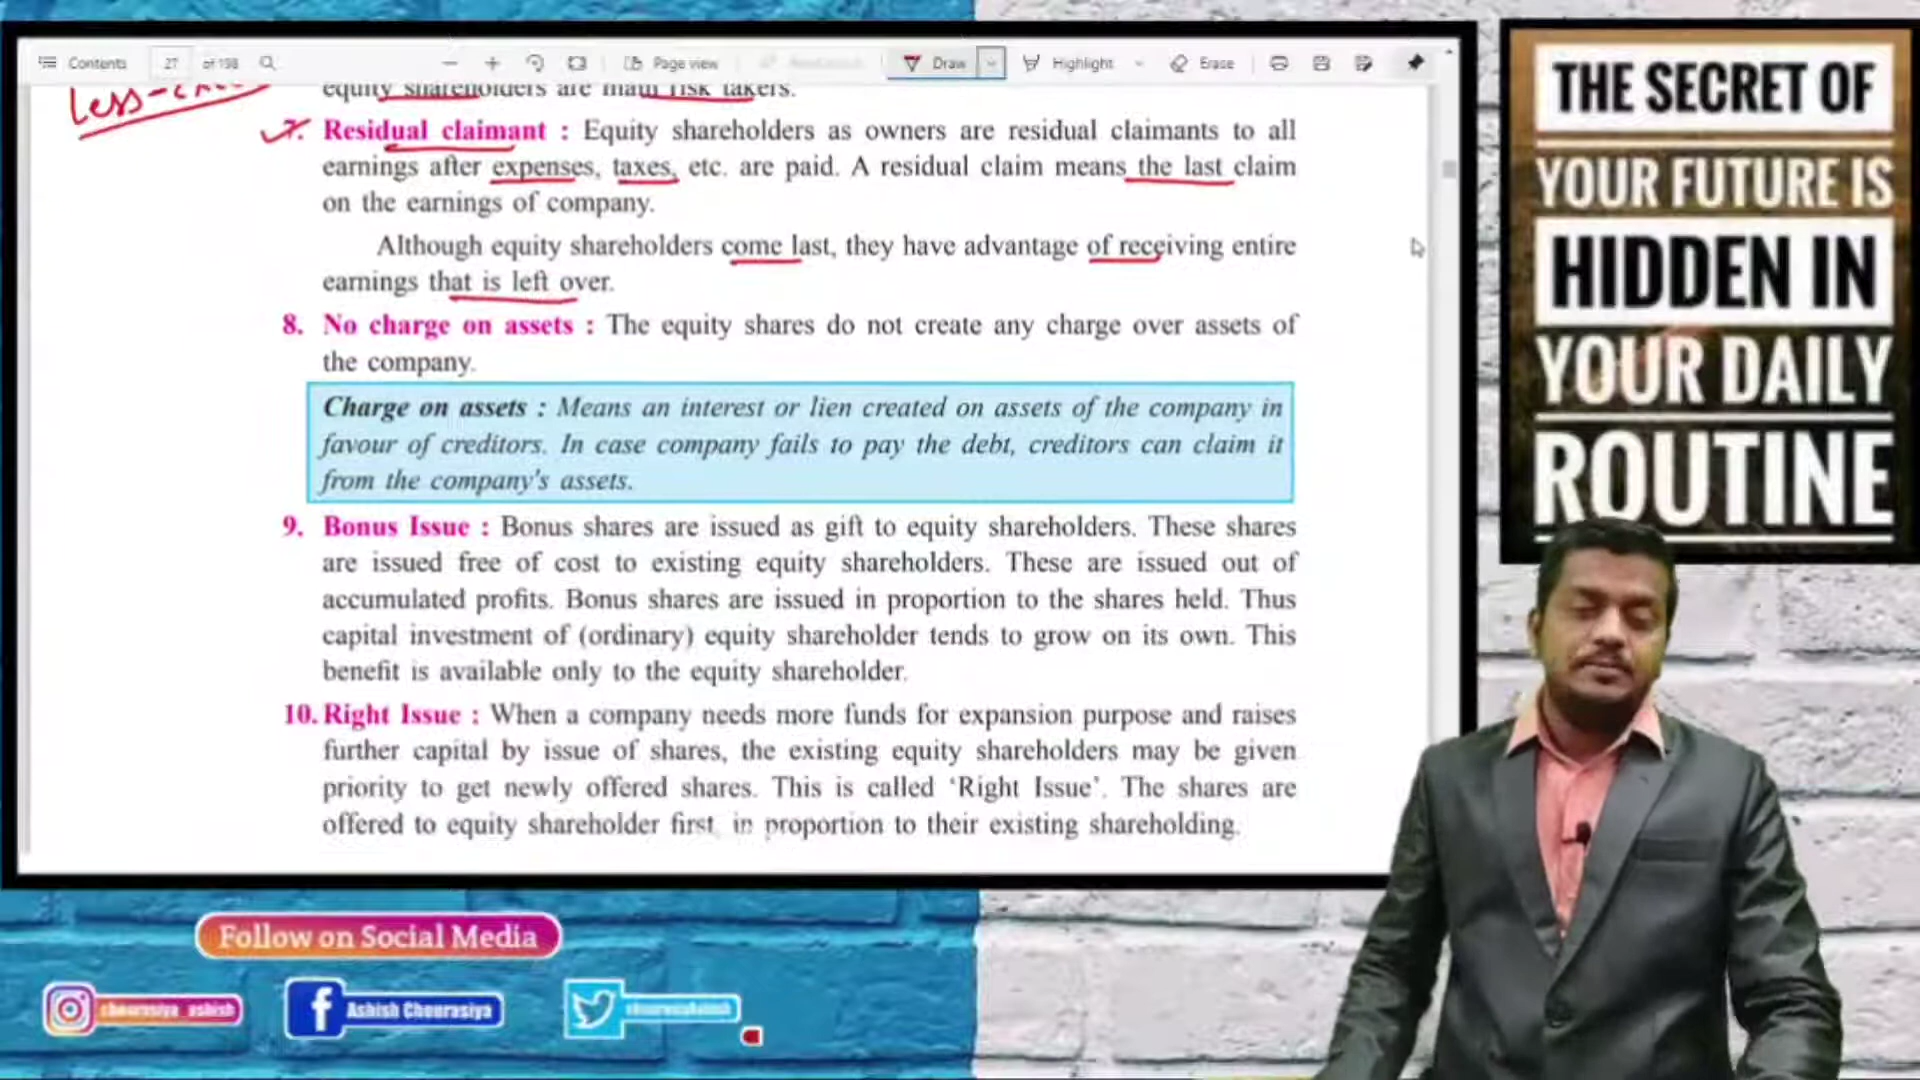 Contents 27 of 198 Page view Draw Highlight Erase
Less-
equity shareholders are main risk takers.
7. Residual claimant : Equity shareholders as owners are residual claimants to all
earnings after expenses, taxes, etc. are paid. A residual claim means the last claim
on the earnings of company.
Although equity shareholders come last, they have advantage of receiving entire
earnings that is left over.
8. No charge on assets : The equity shares do not create any charge over assets of
the company.
Charge on assets : Means an interest or lien created on assets of the company in
favour of creditors. In case company fails to pay the debt, creditors can claim it
from the company's assets.
9. Bonus Issue : Bonus shares are issued as gift to equity shareholders. These shares
are issued free of cost to existing equity shareholders. These are issued out of
accumulated profits. Bonus shares are issued in proportion to the shares held. Thus
capital investment of (ordinary) equity shareholder tends to grow on its own. This
benefit is available only to the equity shareholder.
10. Right Issue : When a company needs more funds for expansion purpose and raises
further capital by issue of shares, the existing equity shareholders may be given
priority to get newly offered shares. This is called ‘Right Issue’. The shares are
offered to equity shareholder first, in proportion to their existing shareholding.
THE SECRET OF
YOUR FUTURE IS
HIDDEN IN
YOUR DAILY
ROUTINE
Follow on Social Media
chourasiya_ashish
Ashish Chourasiya